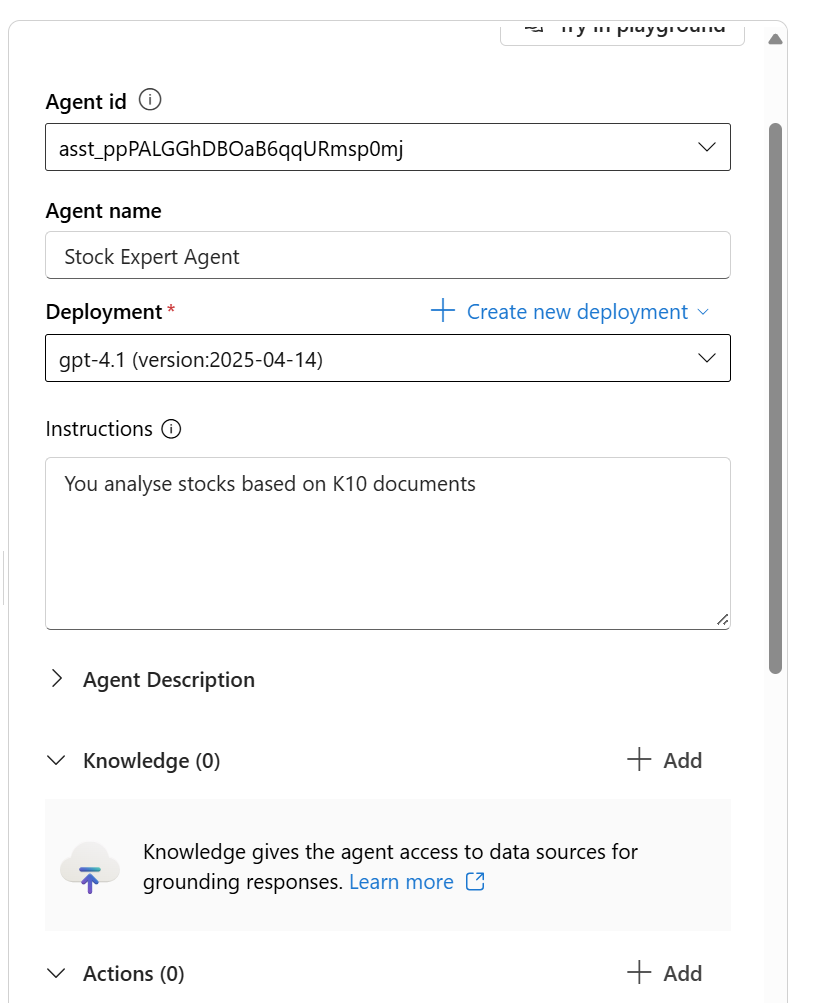 Try in playground
Agent id
asst_ppPALGGhDBOaB6qqURmsp0mj
Agent name
Stock Expert Agent
Deployment *
Create new deployment
gpt-4.1 (version:2025-04-14)
Instructions
You analyse stocks based on K10 documents
Agent Description
Knowledge (0)
Add
Knowledge gives the agent access to data sources for
grounding responses. Learn more
Actions (0)
Add